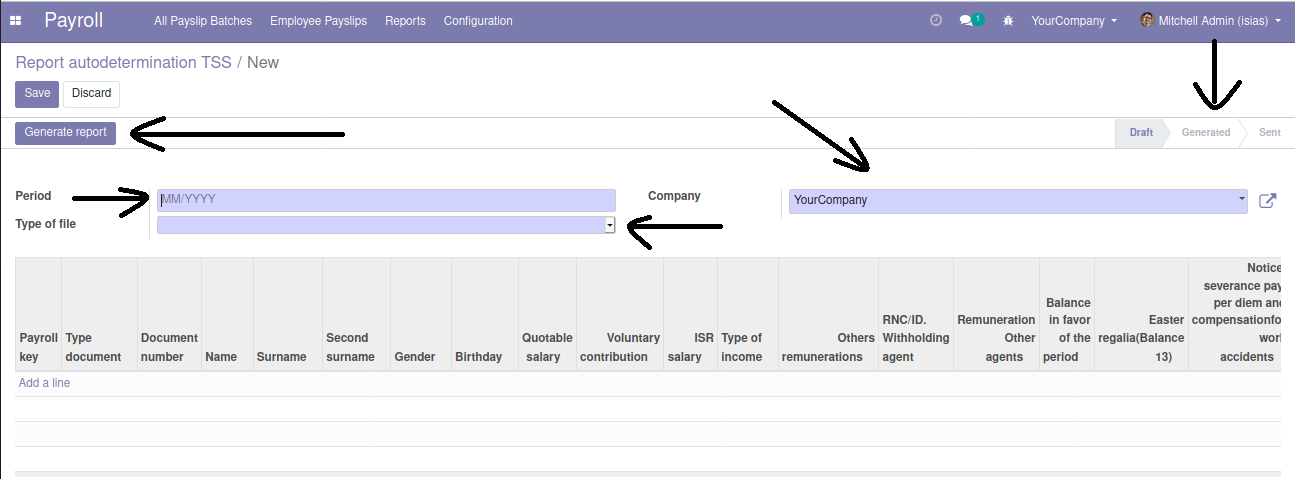 Payroll All Payslip Batches Employee Payslips Reports Configuration 1 YourCompany Mitchell Admin (isias)
Report autodetermination TSS / New
Save Discard
Generate report Draft Generated Sent
Period MM/YYYY Company YourCompany
Type of file
Payroll key
Type document
Document number
Name
Surname
Second surname
Gender
Birthday
Quotable salary
Voluntary contribution
ISR salary
Type of income
Others remunerations
RNC/ID. Withholding agent
Remuneration Other agents
Balance in favor of the period
Easter regalia(Balance 13)
Notice severance pay per diem and compensationfo work accidents
Add a line